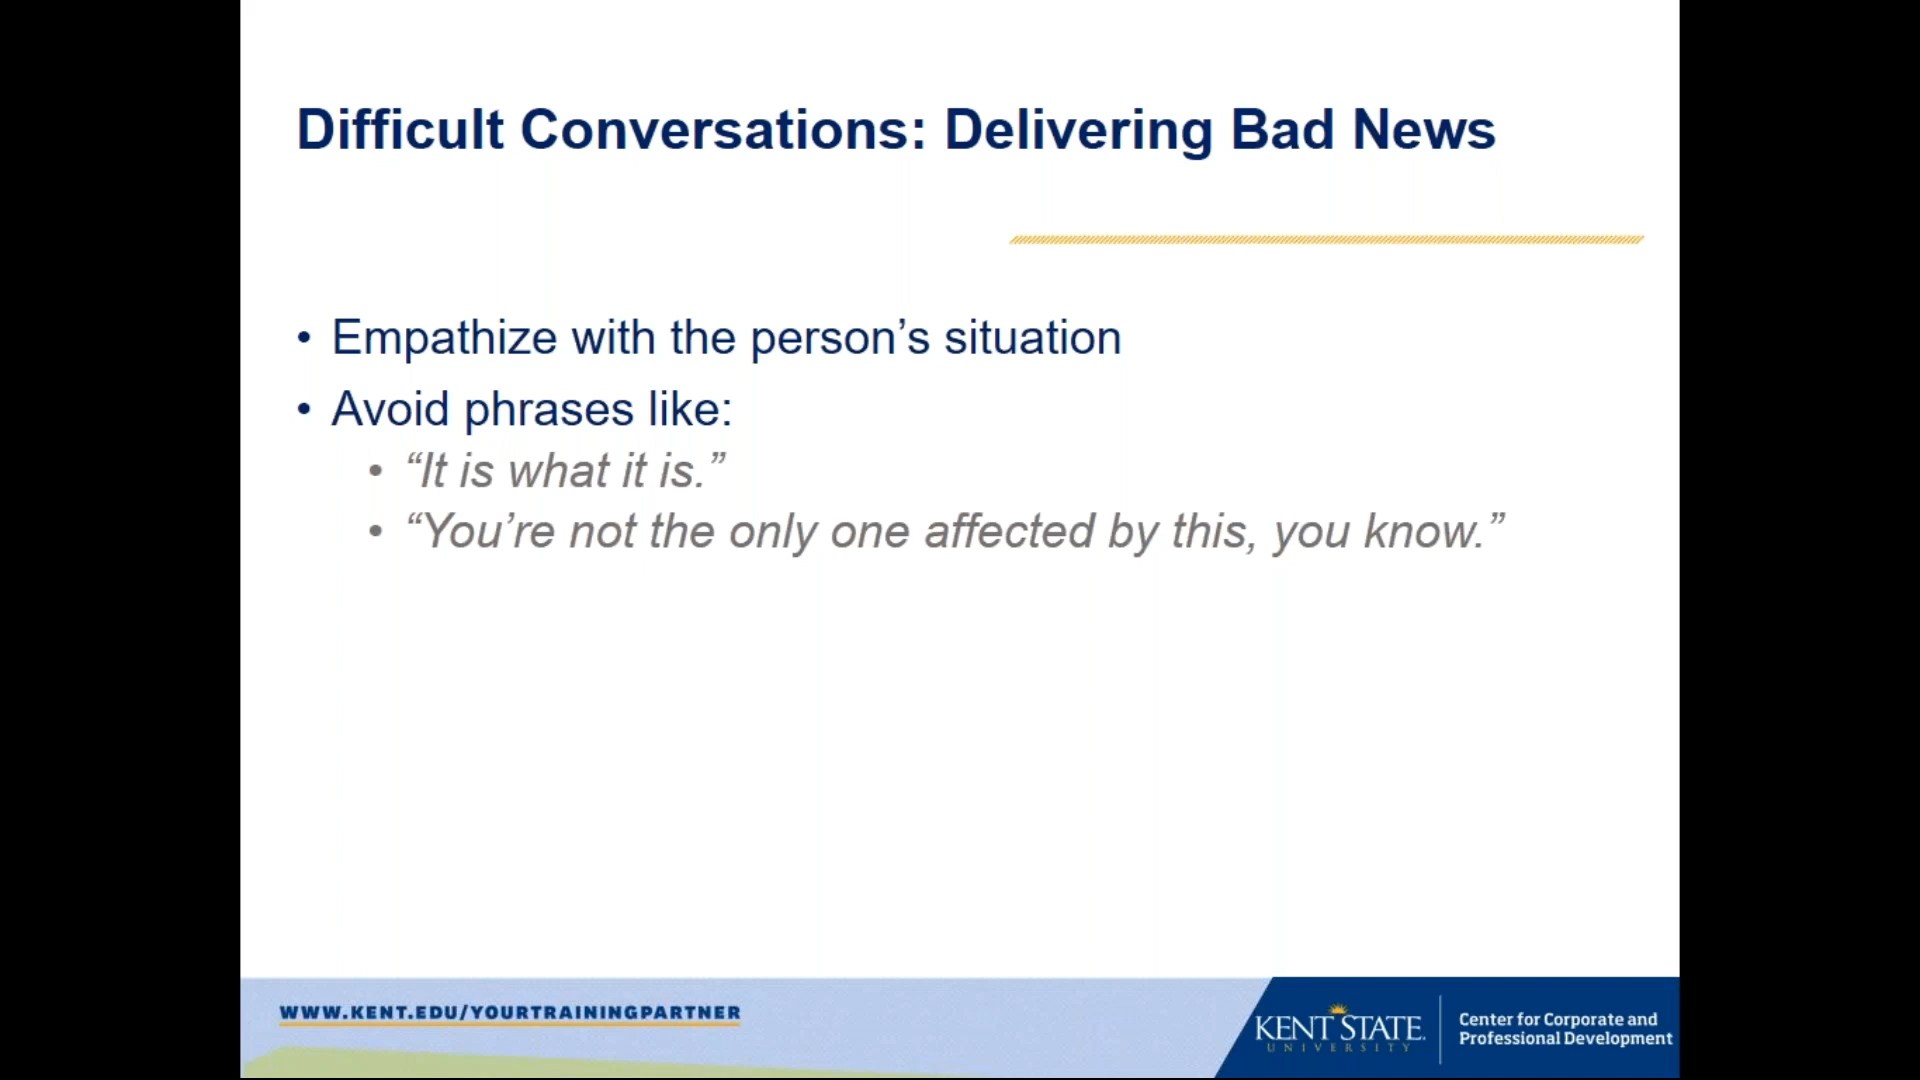 Difficult Conversations: Delivering Bad News
• Empathize with the person’s situation
• Avoid phrases like:
• “It is what it is.”
• “You’re not the only one affected by this, you know.”
WWW.KENT.EDU/YOURTRAININGPARTNER
KENT STATE
UNIVERSITY
Center for Corporate and
Professional Development